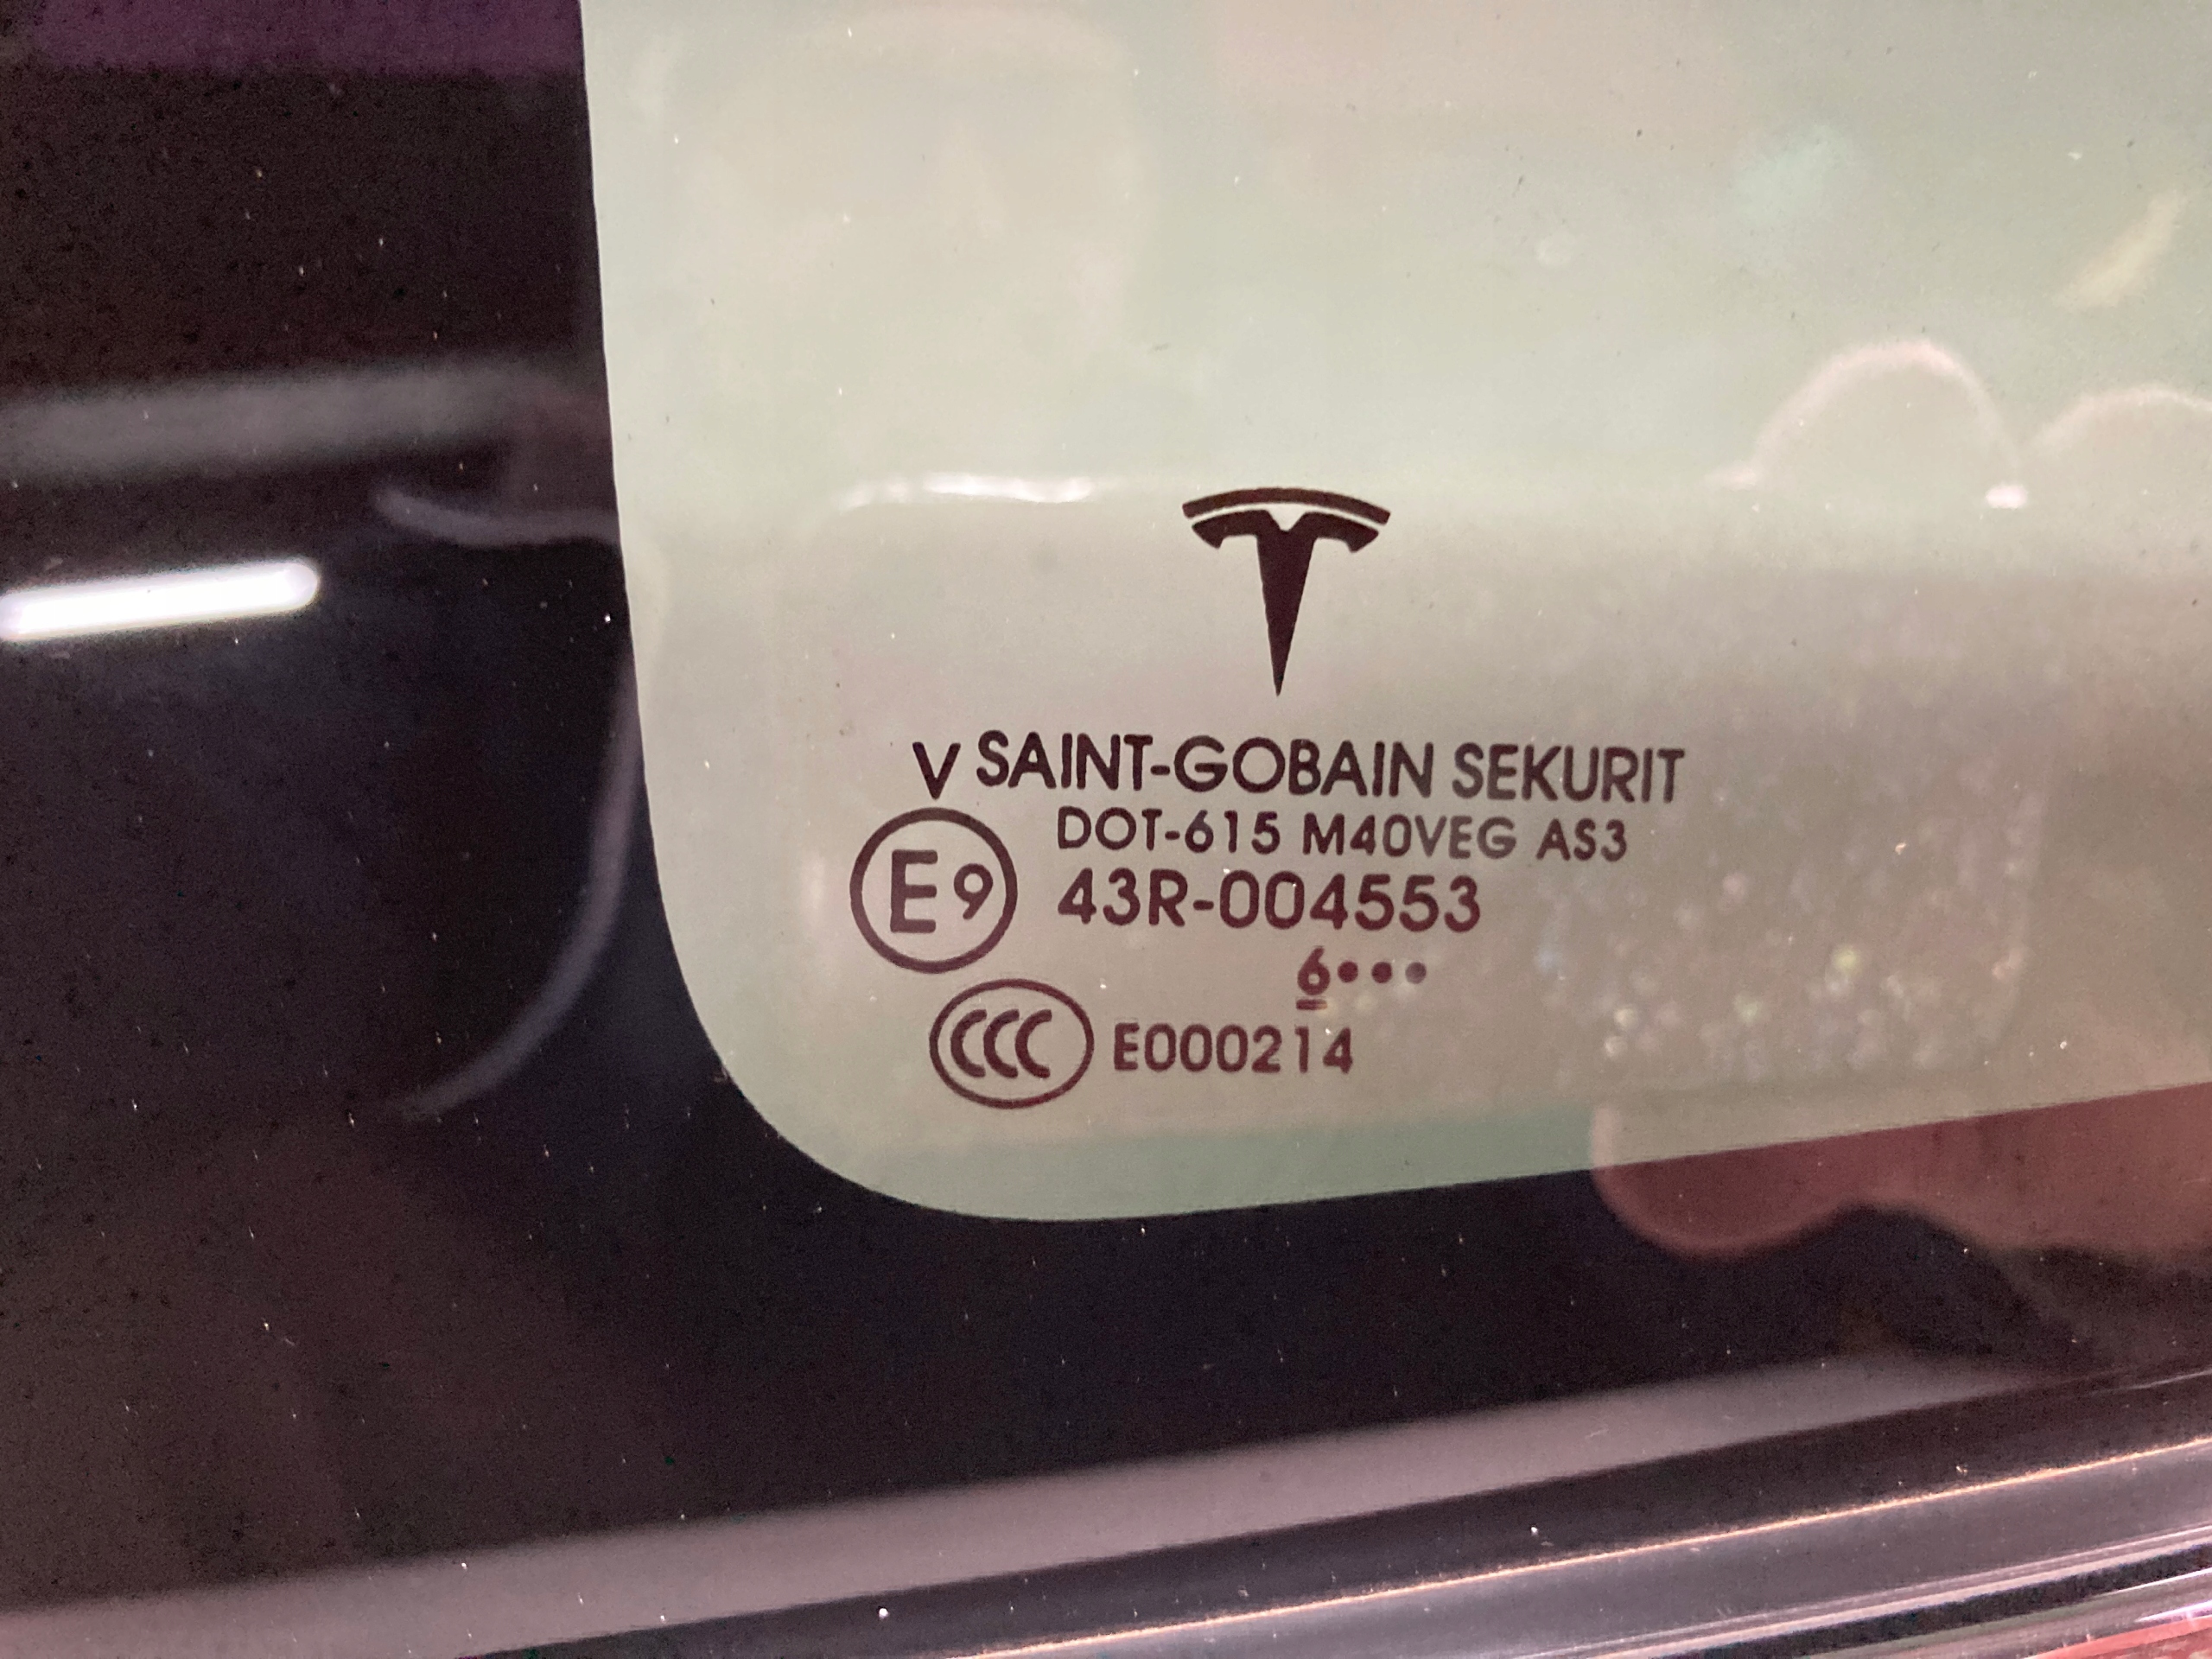 V SAINT-GOBAIN SEKURIT
DOT-615 M40VEG AS3
E9 43R-004553
6•••
CCC E000214